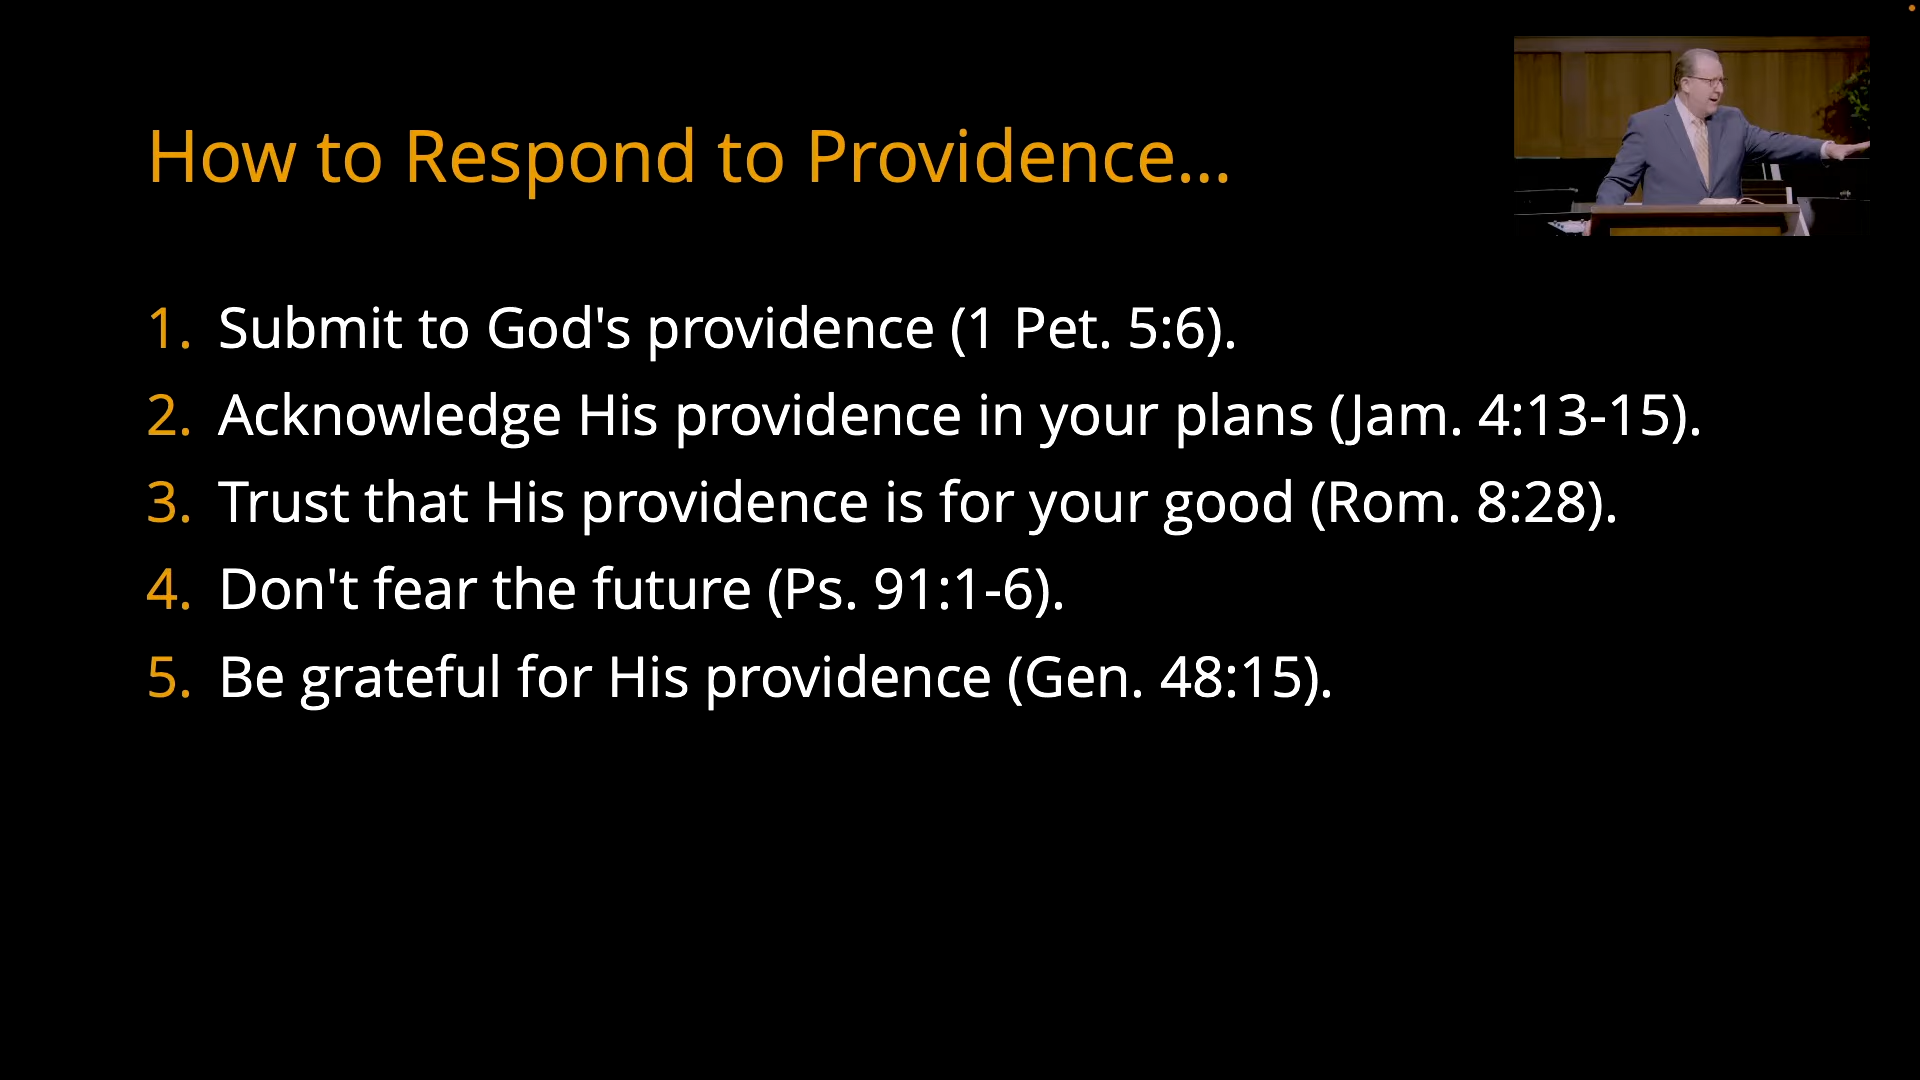 How to Respond to Providence...
1. Submit to God's providence (1 Pet. 5:6).
2. Acknowledge His providence in your plans (Jam. 4:13-15).
3. Trust that His providence is for your good (Rom. 8:28).
4. Don't fear the future (Ps. 91:1-6).
5. Be grateful for His providence (Gen. 48:15).